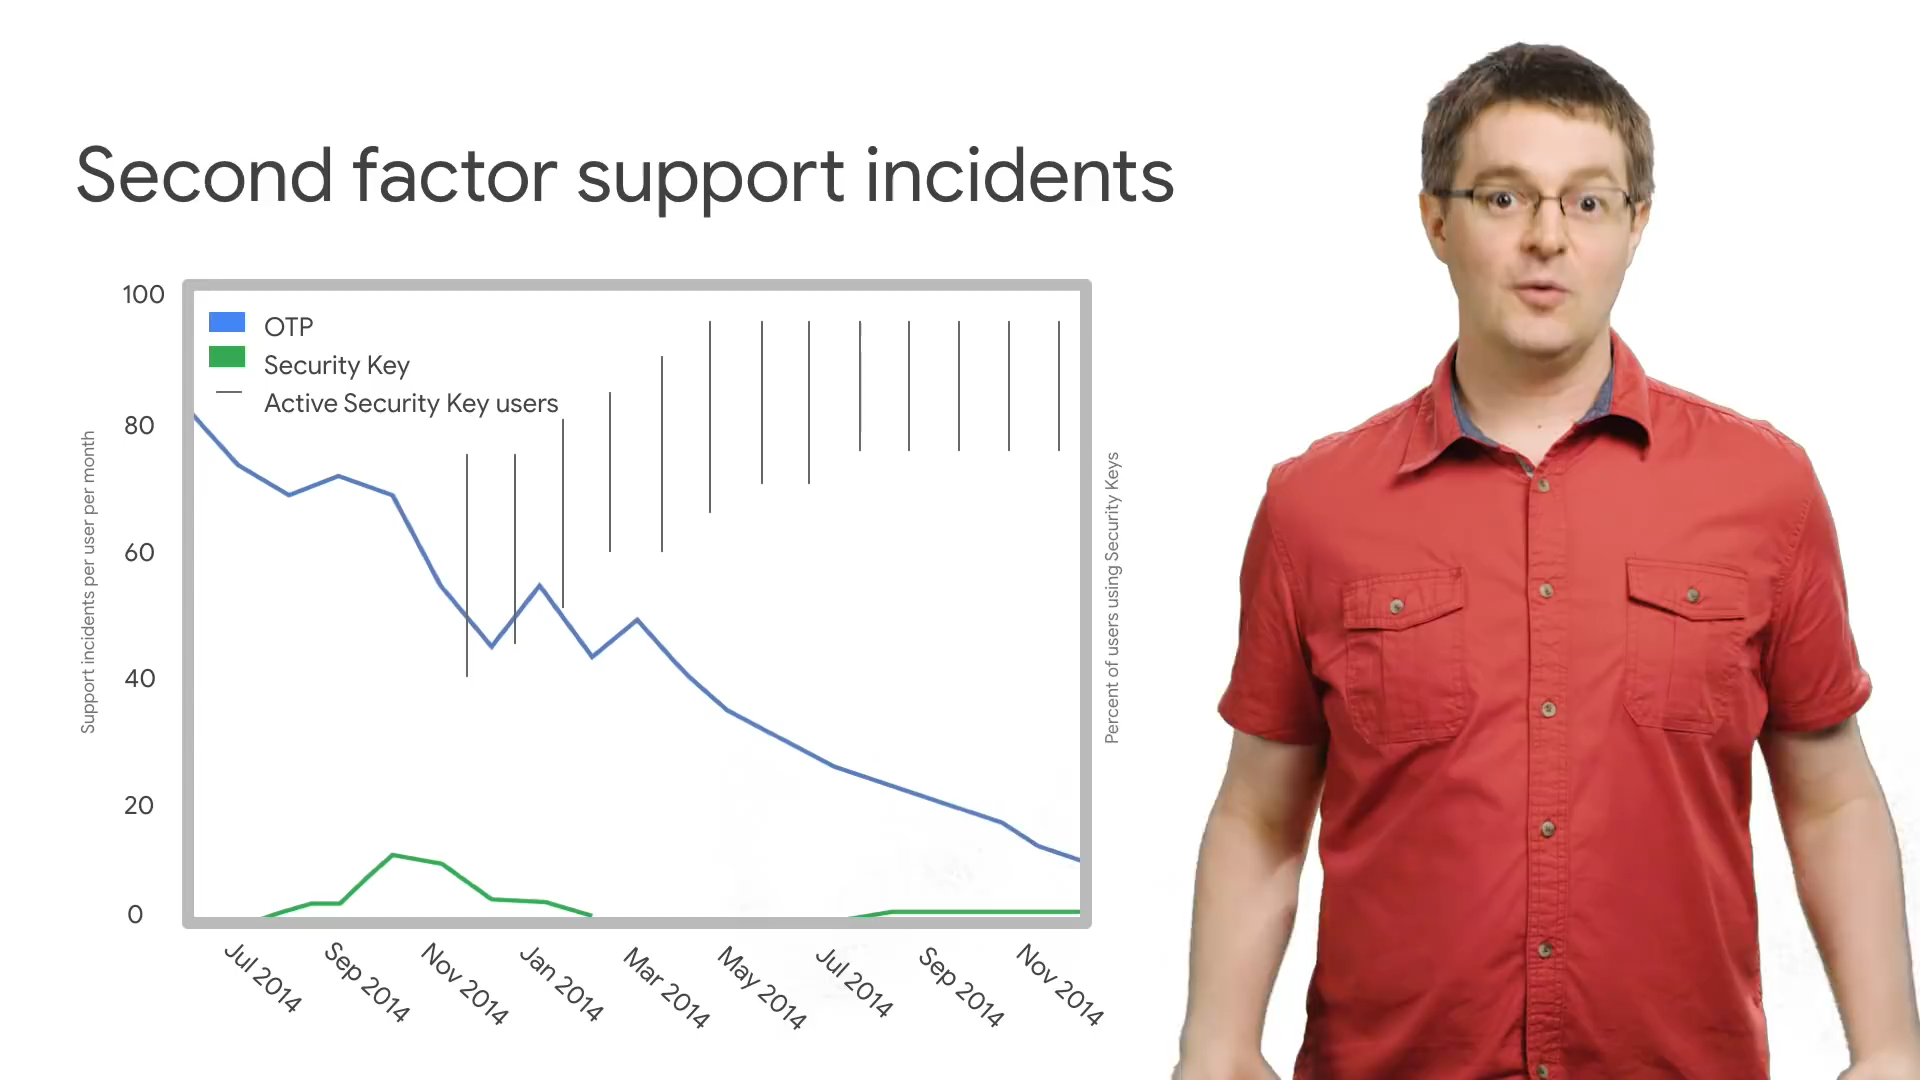 Second factor support incidents
100
80
60
40
20
0
Support incidents per user per month
OTP
Security Key
Active Security Key users
Percent of users using Security Keys
Jul 2014
Sep 2014
Nov 2014
Jan 2014
Mar 2014
May 2014
Jul 2014
Sep 2014
Nov 2014